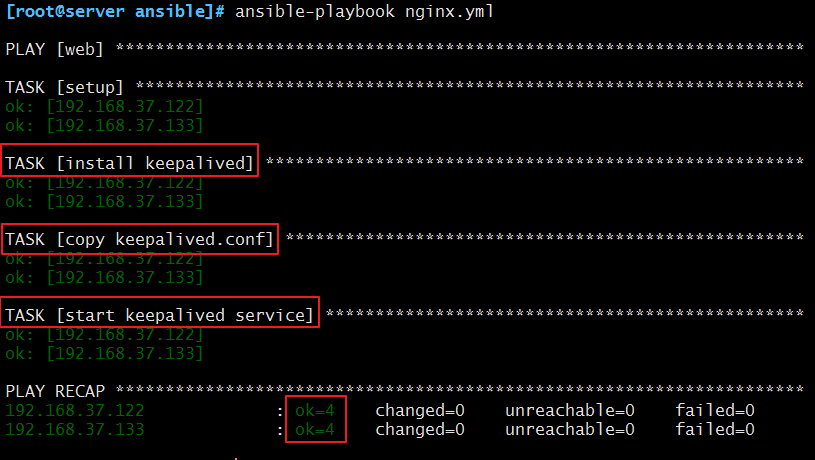 [root@server ansible]# ansible-playbook nginx.yml
PLAY [web] *********************************************************************
TASK [setup] *******************************************************************
ok: [192.168.37.122]
ok: [192.168.37.133]
TASK [install keepalived] ******************************************************
ok: [192.168.37.122]
ok: [192.168.37.133]
TASK [copy keepalived.conf] ****************************************************
ok: [192.168.37.122]
ok: [192.168.37.133]
TASK [start keepalived service] ************************************************
ok: [192.168.37.122]
ok: [192.168.37.133]
PLAY RECAP *********************************************************************
192.168.37.122             : ok=4    changed=0    unreachable=0    failed=0
192.168.37.133             : ok=4    changed=0    unreachable=0    failed=0